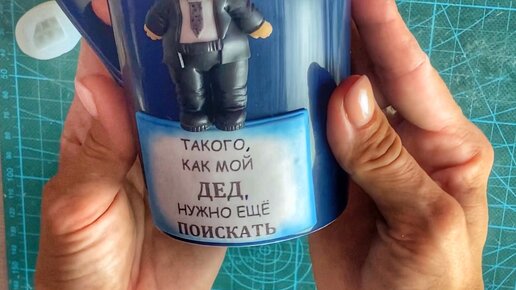 ТАКОГО,
КАК МОЙ
ДЕД,
НУЖНО ЕЩЁ
ПОИСКАТЬ